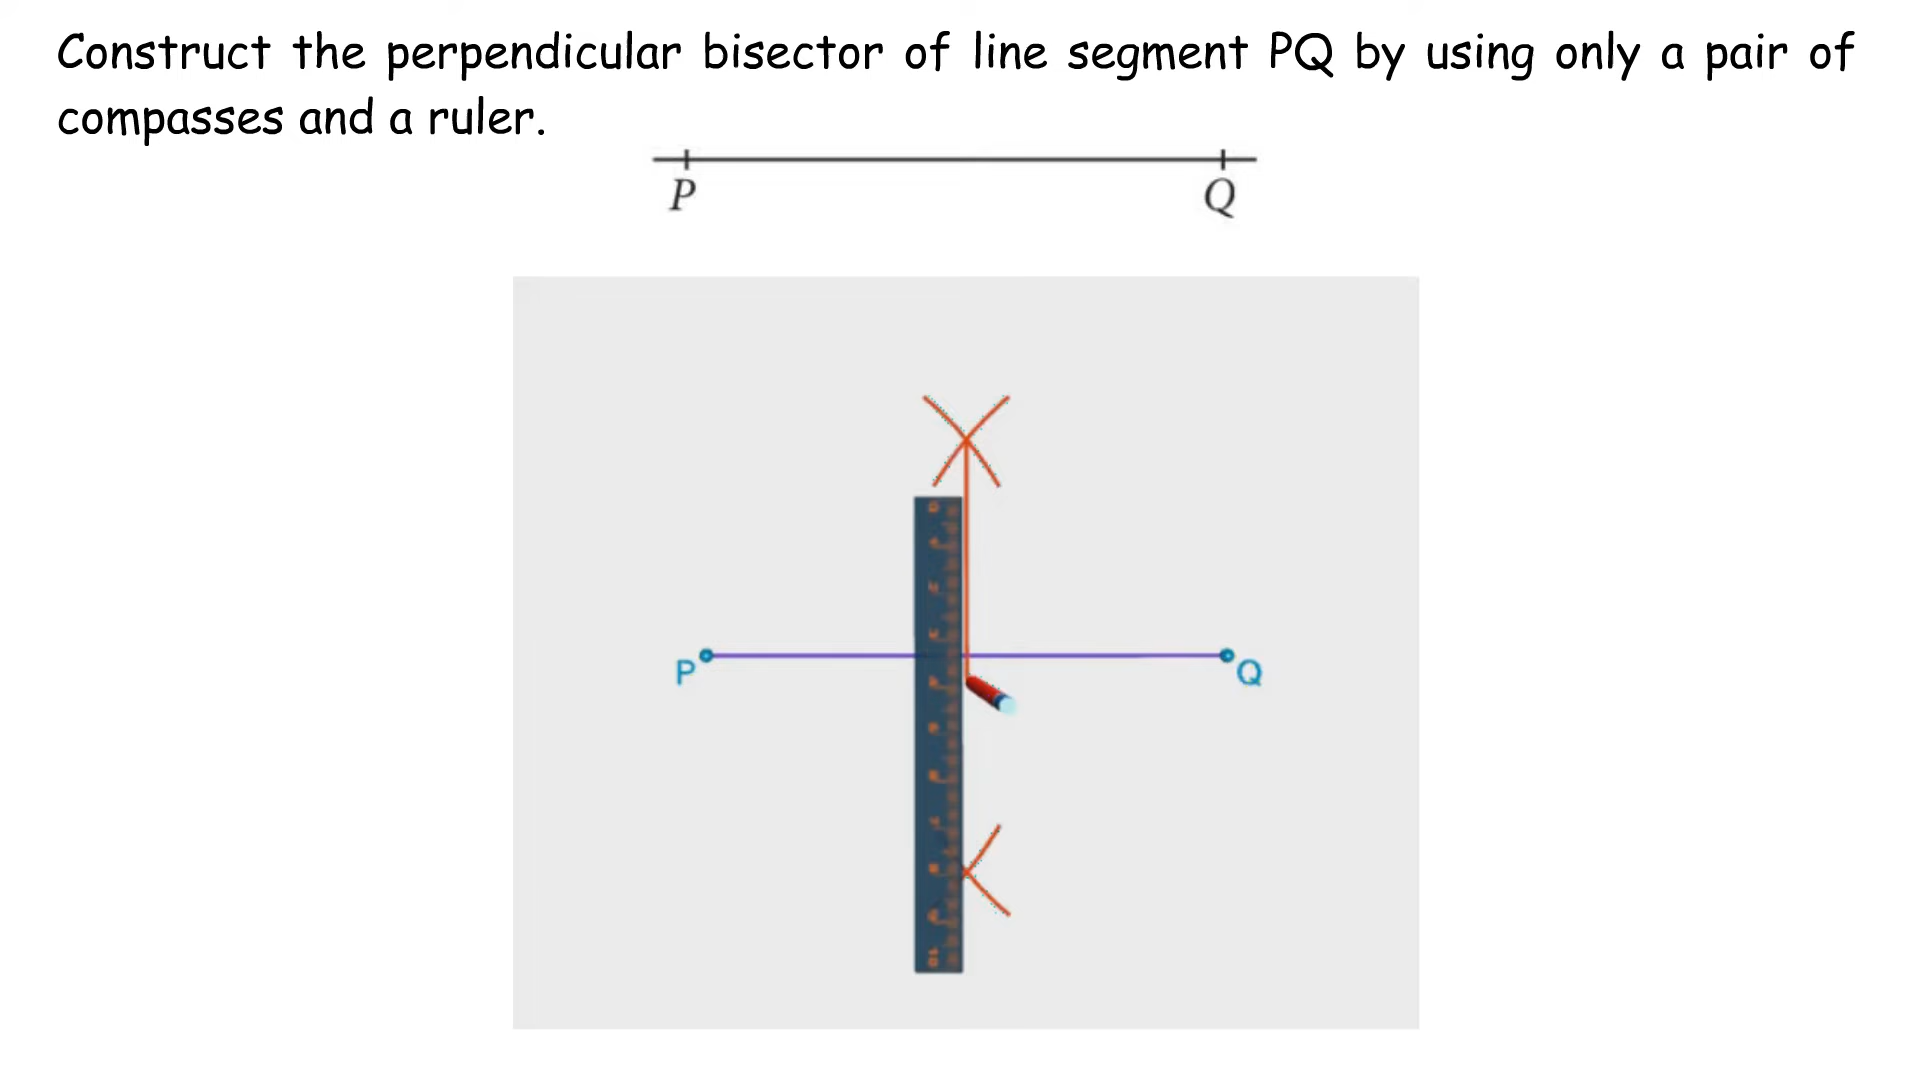 Construct the perpendicular bisector of line segment PQ by using only a pair of
compasses and a ruler.
P Q
P Q